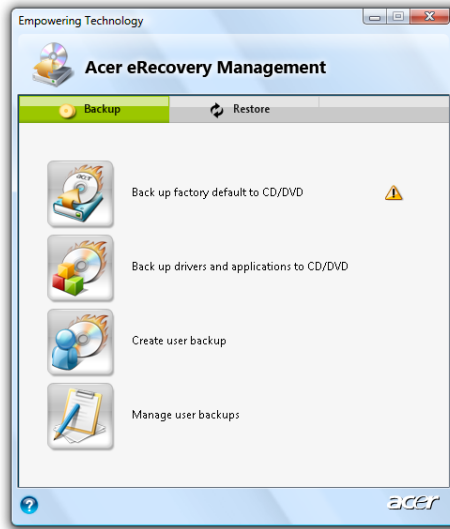 Empowering Technology
Acer eRecovery Management
Backup
Restore
Back up factory default to CD/DVD
Back up drivers and applications to CD/DVD
Create user backup
Manage user backups
acer